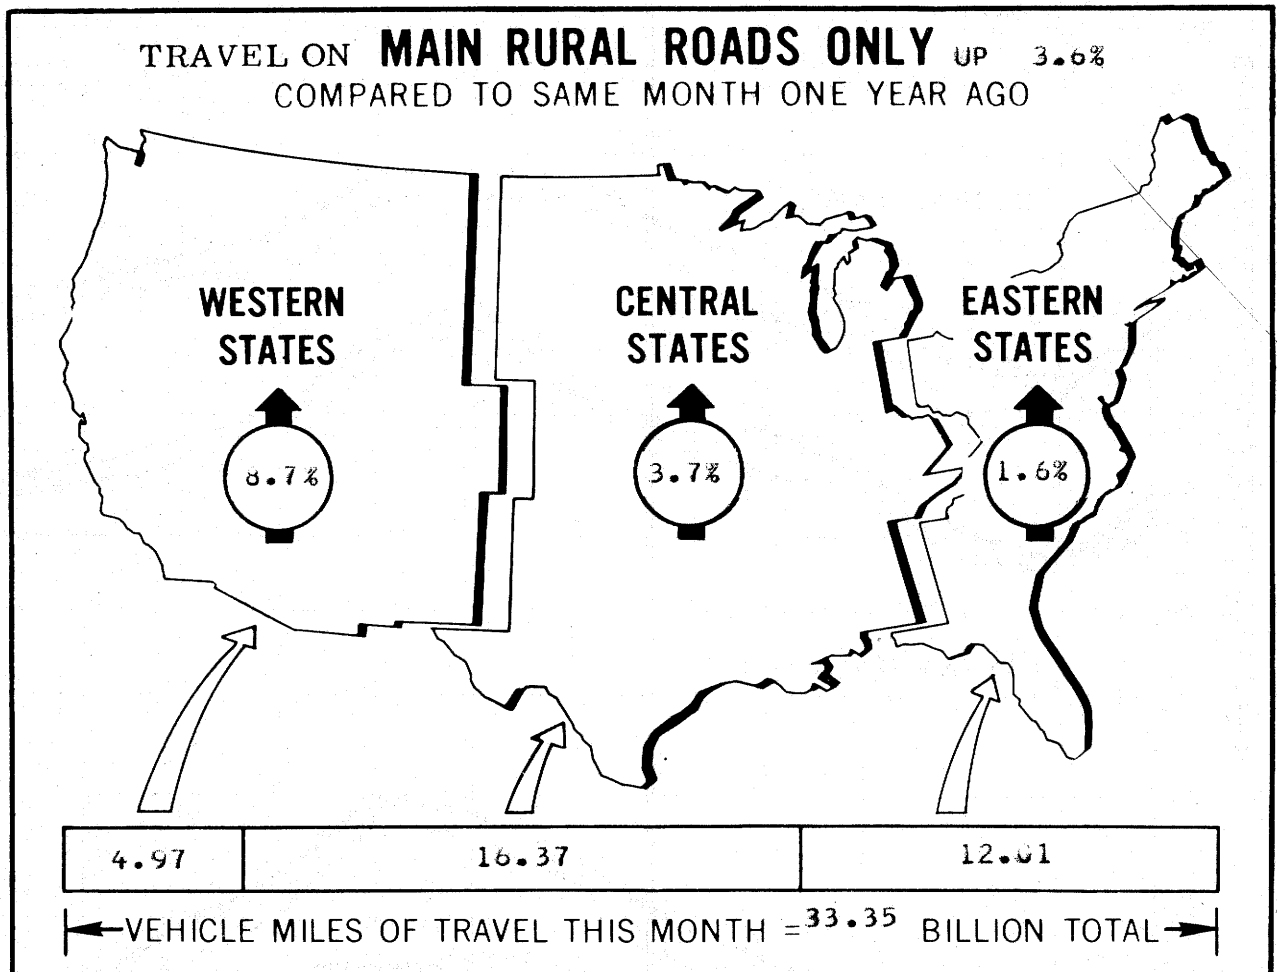 TRAVEL ON MAIN RURAL ROADS ONLY UP 3.6%
COMPARED TO SAME MONTH ONE YEAR AGO
WESTERN
STATES
8.7%
CENTRAL
STATES
3.7%
EASTERN
STATES
1.6%
4.97 16.37 12.01
VEHICLE MILES OF TRAVEL THIS MONTH = 33.35 BILLION TOTAL